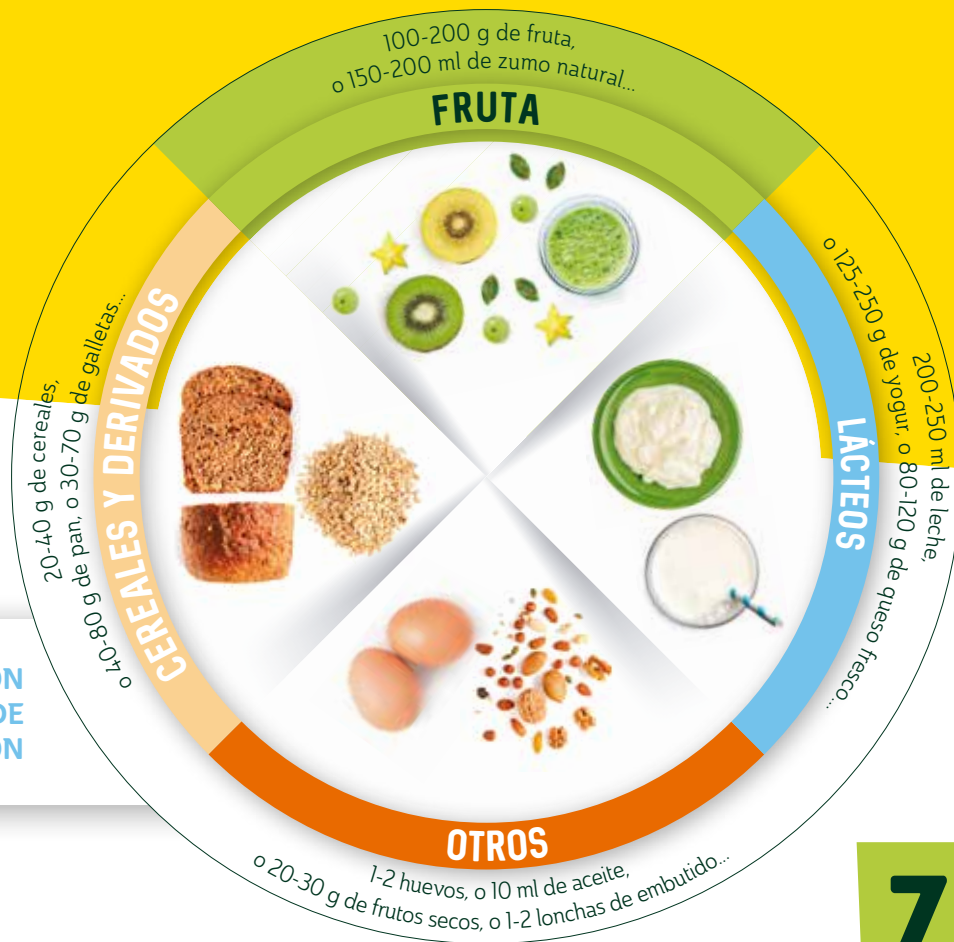 100-200 g de fruta,
o 150-200 ml de zumo natural...
FRUTA
200-250 ml de leche,
o 125-250 g de yogur, o 80-120 g de queso fresco...
LÁCTEOS
20-40 g de cereales,
o 40-80 g de pan, o 30-70 g de galletas...
CEREALES Y DERIVADOS
OTROS
1-2 huevos, o 10 ml de aceite,
o 20-30 g de frutos secos, o 1-2 lonchas de embutido...
ÓN
DE
ÓN
7